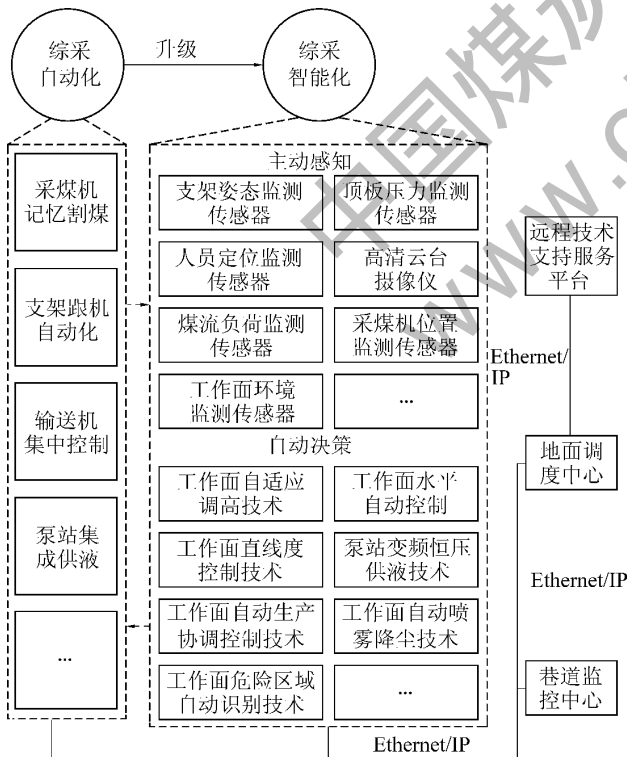 综采
自动化
升级
综采
智能化
采煤机
记忆割煤
支架跟机
自动化
输送机
集中控制
泵站集
成供液
...
主动感知
支架姿态监测
传感器
顶板压力监测
传感器
人员定位监测
传感器
高清云台
摄像仪
煤流负荷监测
传感器
采煤机位置
监测传感器
工作面环境
监测传感器
...
自动决策
工作面自适应
调高技术
工作面水平
自动控制
工作面直线度
控制技术
泵站变频恒压
供液技术
工作面自动生产
协调控制技术
工作面自动喷
雾降尘技术
工作面危险区域
自动识别技术
...
远程技术
支持服务
平台
Ethernet/
IP
地面调
度中心
Ethernet/IP
巷道监
控中心
Ethernet/IP
中国煤炭
www.c